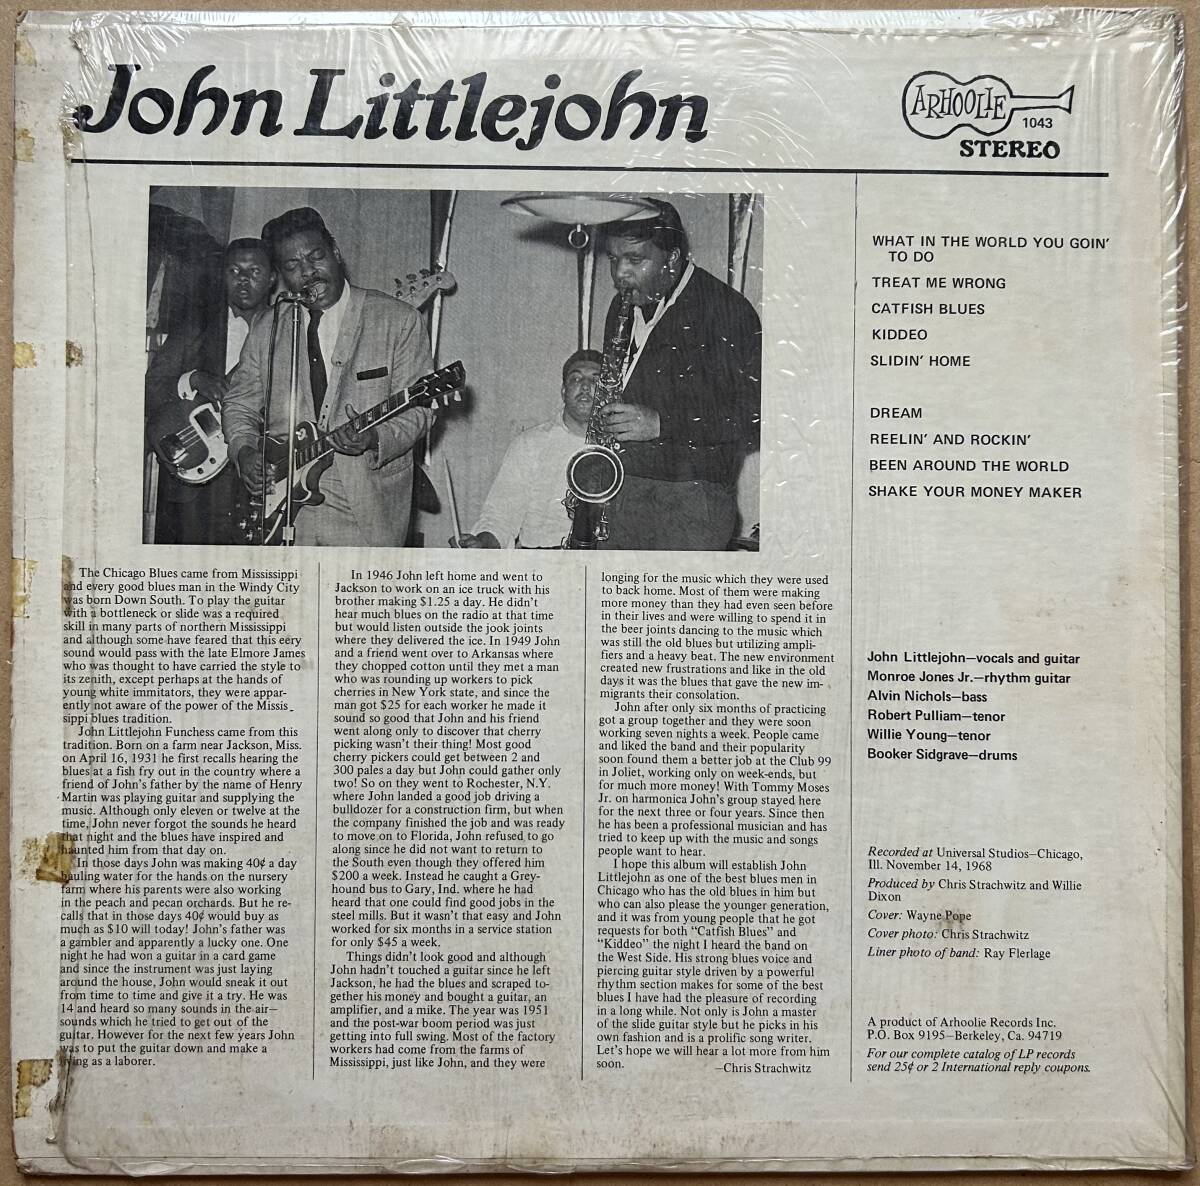 John Littlejohn
ARHOOLIE
1043
STEREO
WHAT IN THE WORLD YOU GOIN'
TO DO
TREAT ME WRONG
CATFISH BLUES
KIDDEO
SLIDIN' HOME
DREAM
REELIN' AND ROCKIN'
BEEN AROUND THE WORLD
SHAKE YOUR MONEY MAKER
The Chicago Blues came from Mississippi
and every good blues man in the Windy City
was born Down South. To play the guitar
with a bottleneck or slide was a required
skill in many parts of northern Mississippi
and although some have feared that this eery
sound would pass with the late Elmore James
who was thought to have carried the style to
its zenith, except perhaps at the hands of
young white immitators, they were appar-
ently not aware of the power of the Missis-
sippi blues tradition.
John Littlejohn Funchess came from this
tradition. Born on a farm near Jackson, Miss.
on April 16, 1931 he first recalls hearing the
blues at a fish fry out in the country where a
friend of John's father by the name of Henry
Martin was playing guitar and supplying the
music. Although only eleven or twelve at the
time, John never forgot the sounds he heard
that night and the blues have inspired and
haunted him from that day on.
In those days John was making 40¢ a day
hauling water for the hands on the nursery
farm where his parents were also working
in the peach and pecan orchards. But he re-
calls that in those days 40¢ would buy as
much as $10 will today! John's father was
a gambler and apparently a lucky one. One
night he had won a guitar in a card game
and since the instrument was just laying
around the house, John would sneak it out
from time to time and give it a try. He was
14 and heard so many sounds in the air—
sounds which he tried to get out of the
guitar. However for the next few years John
was to put the guitar down and make a
living as a laborer.
In 1946 John left home and went to
Jackson to work on an ice truck with his
brother making $1.25 a day. He didn't
hear much blues on the radio at that time
but would listen outside the jook joints
where they delivered the ice. In 1949 John
and a friend went over to Arkansas where
they chopped cotton until they met a man
who was rounding up workers to pick
cherries in New York state, and since the
man got $25 for each worker he made it
sound so good that John and his friend
went along only to discover that cherry
picking wasn't their thing! Most good
cherry pickers could get between 2 and
300 pales a day but John could gather only
two! So on they went to Rochester, N.Y.
where John landed a good job driving a
bulldozer for a construction firm, but when
the company finished the job and was ready
to move on to Florida, John refused to go
along since he did not want to return to
the South even though they offered him
$200 a week. Instead he caught a Grey-
hound bus to Gary, Ind. where he had
heard that one could find good jobs in the
steel mills. But it wasn't that easy and John
worked for six months in a service station
for only $45 a week.
Things didn't look good and although
John hadn't touched a guitar since he left
Jackson, he had the blues and scraped to-
gether his money and bought a guitar, an
amplifier, and a mike. The year was 1951
and the post-war boom period was just
getting into full swing. Most of the factory
workers had come from the farms of
Mississippi, just like John, and they were
longing for the music which they were used
to back home. Most of them were making
more money than they had even seen before
in their lives and were willing to spend it in
the beer joints dancing to the music which
was still the old blues but utilizing ampli-
fiers and a heavy beat. The new environment
created new frustrations and like in the old
days it was the blues that gave the new im-
migrants their consolation.
John after only six months of practicing
got a group together and they were soon
working seven nights a week. People came
and liked the band and their popularity
soon found them a better job at the Club 99
in Joliet, working only on week-ends, but
for much more money! With Tommy Moses
Jr. on harmonica John's group stayed here
for the next three or four years. Since then
he has been a professional musician and has
tried to keep up with the music and songs
people want to hear.
I hope this album will establish John
Littlejohn as one of the best blues men in
Chicago who has the old blues in him but
who can also please the younger generation,
and it was from young people that he got
requests for both "Catfish Blues" and
"Kiddeo" the night I heard the band on
the West Side. His strong blues voice and
piercing guitar style driven by a powerful
rhythm section makes for some of the best
blues I have had the pleasure of recording
in a long while. Not only is John a master
of the slide guitar style but he picks in his
own fashion and is a prolific song writer.
Let's hope we will hear a lot more from him
soon.
—Chris Strachwitz
John Littlejohn—vocals and guitar
Monroe Jones Jr.—rhythm guitar
Alvin Nichols—bass
Robert Pulliam—tenor
Willie Young—tenor
Booker Sidgrave—drums
Recorded at Universal Studios—Chicago,
Ill. November 14, 1968
Produced by Chris Strachwitz and Willie
Dixon
Cover: Wayne Pope
Cover photo: Chris Strachwitz
Liner photo of band: Ray Flerlage
A product of Arhoolie Records Inc.
P.O. Box 9195—Berkeley, Ca. 94719
For our complete catalog of LP records
send 25¢ or 2 International reply coupons.